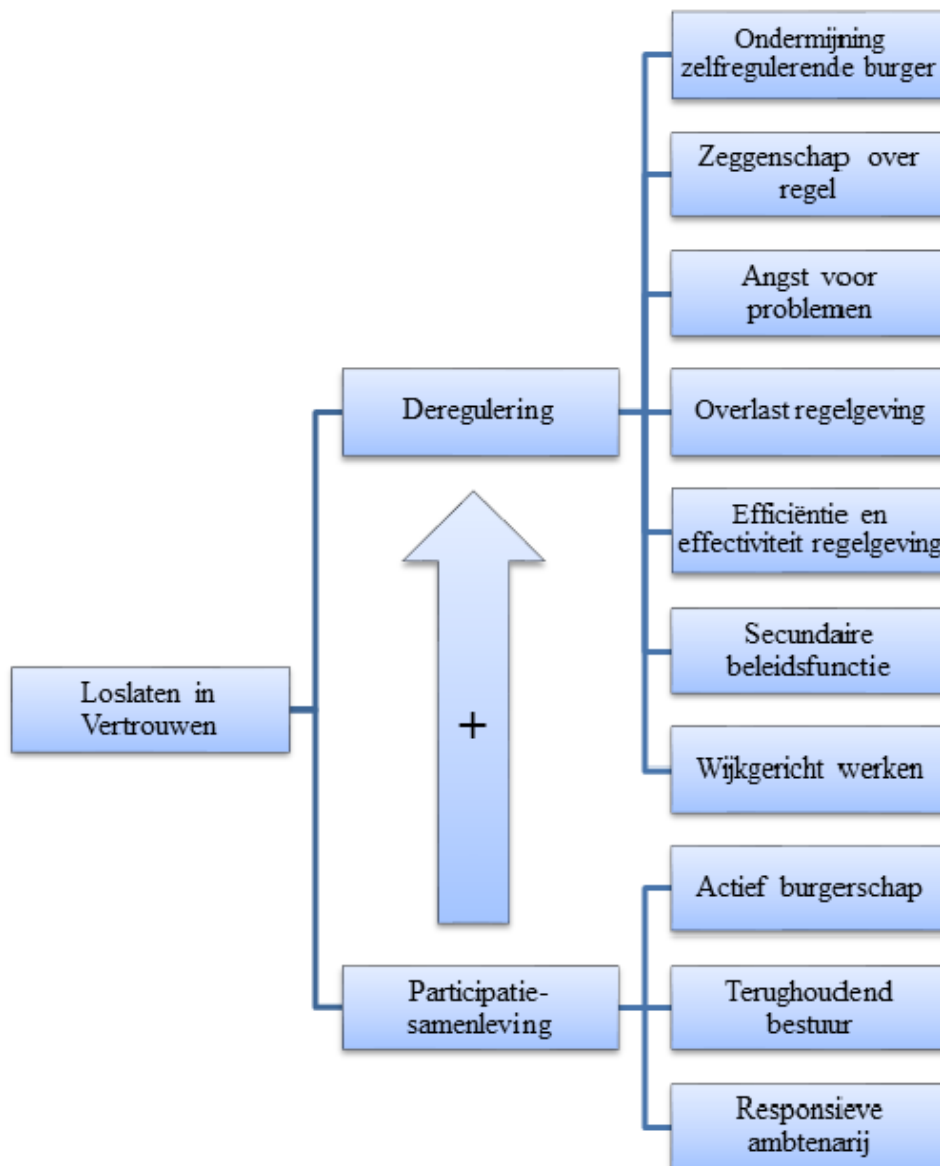 Ondermijning
zelfregulerende burger
Zeggenschap over
regel
Angst voor
problemen
Deregulering
Overlast regelgeving
Efficiëntie en
effectiviteit regelgeving
Secundaire
beleidsfunctie
Loslaten in
Vertrouwen
+
Wijkgericht werken
Actief burgerschap
Participatie-
samenleving
Terughoudend
bestuur
Responsieve
ambtenarij